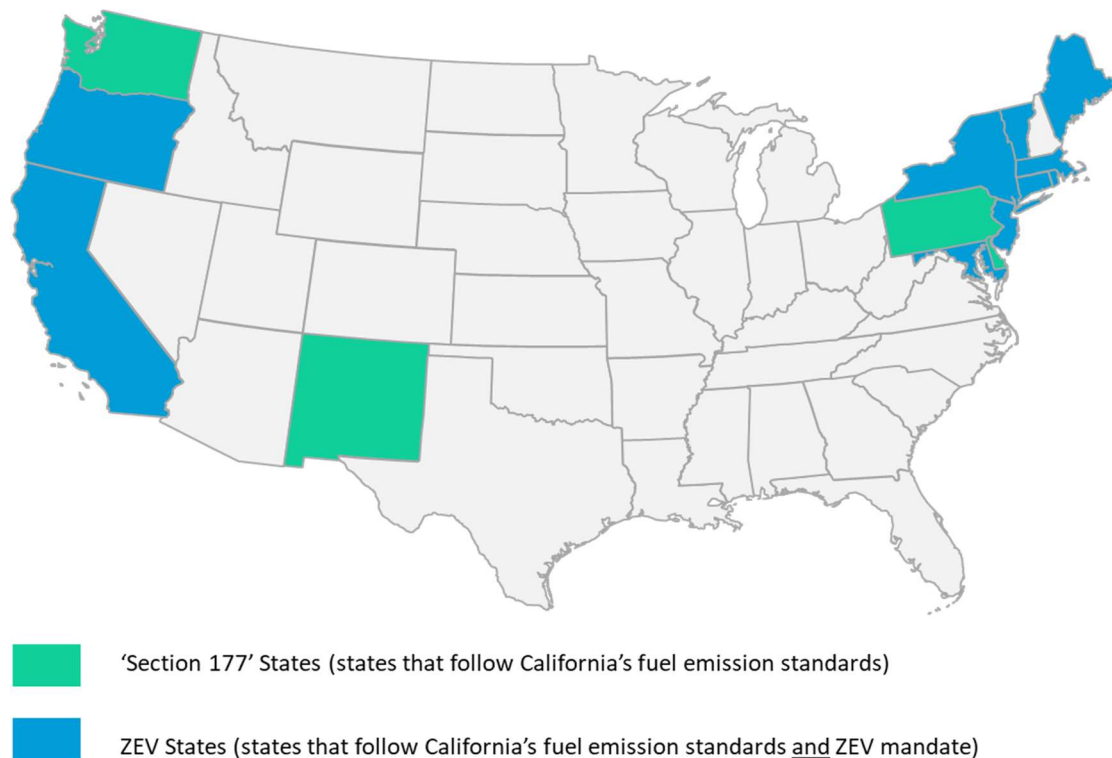 ‘Section 177’ States (states that follow California’s fuel emission standards)
ZEV States (states that follow California’s fuel emission standards and ZEV mandate)